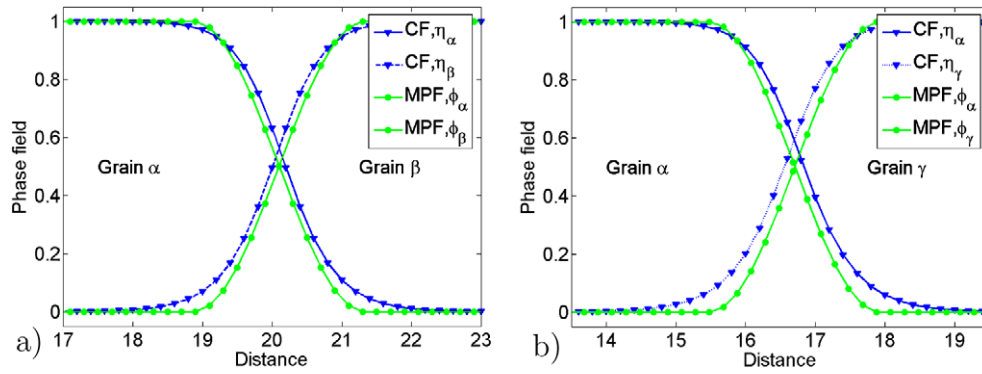 Phase field
1
0.8
0.6
0.4
0.2
0
CF,ηα
CF,ηβ
MPF,ϕα
MPF,ϕβ
Grain α
Grain β
17 18 19 20 21 22 23
Distance
a)
Phase field
1
0.8
0.6
0.4
0.2
0
CF,ηα
CF,ηγ
MPF,ϕα
MPF,ϕγ
Grain α
Grain γ
14 15 16 17 18 19
Distance
b)